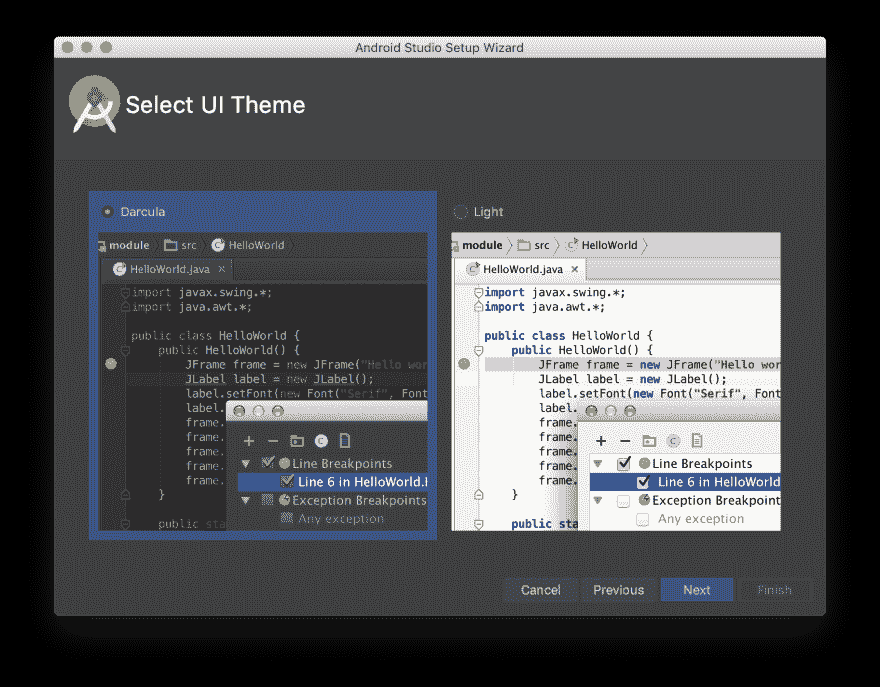 Android Studio Setup Wizard
Select UI Theme
Darcula
module src HelloWorld
HelloWorld.java ×
import javax.swing.*;
import java.awt.*;
public class HelloWorld {
public HelloWorld() {
JFrame frame = new JFrame("Hello wor
JLabel label = new JLabel();
label.setFont(new Font("Serif", Font
label.
frame.
frame.
frame.
frame.
frame.
}
public sta
+ −
Line Breakpoints
Line 6 in HelloWorld.
Exception Breakpoints
Any exception
Light
module src HelloWorld
HelloWorld.java ×
import javax.swing.*;
import java.awt.*;
public class HelloWorld {
public HelloWorld() {
JFrame frame = new JFrame("Hello wor
JLabel label = new JLabel();
label.setFont(new Font("Serif", Font
label.
frame.
frame.
frame.
frame.
frame.
}
public sta
+ −
Line Breakpoints
Line 6 in HelloWorld
Exception Breakpoint
Any exception
Cancel Previous Next Finish